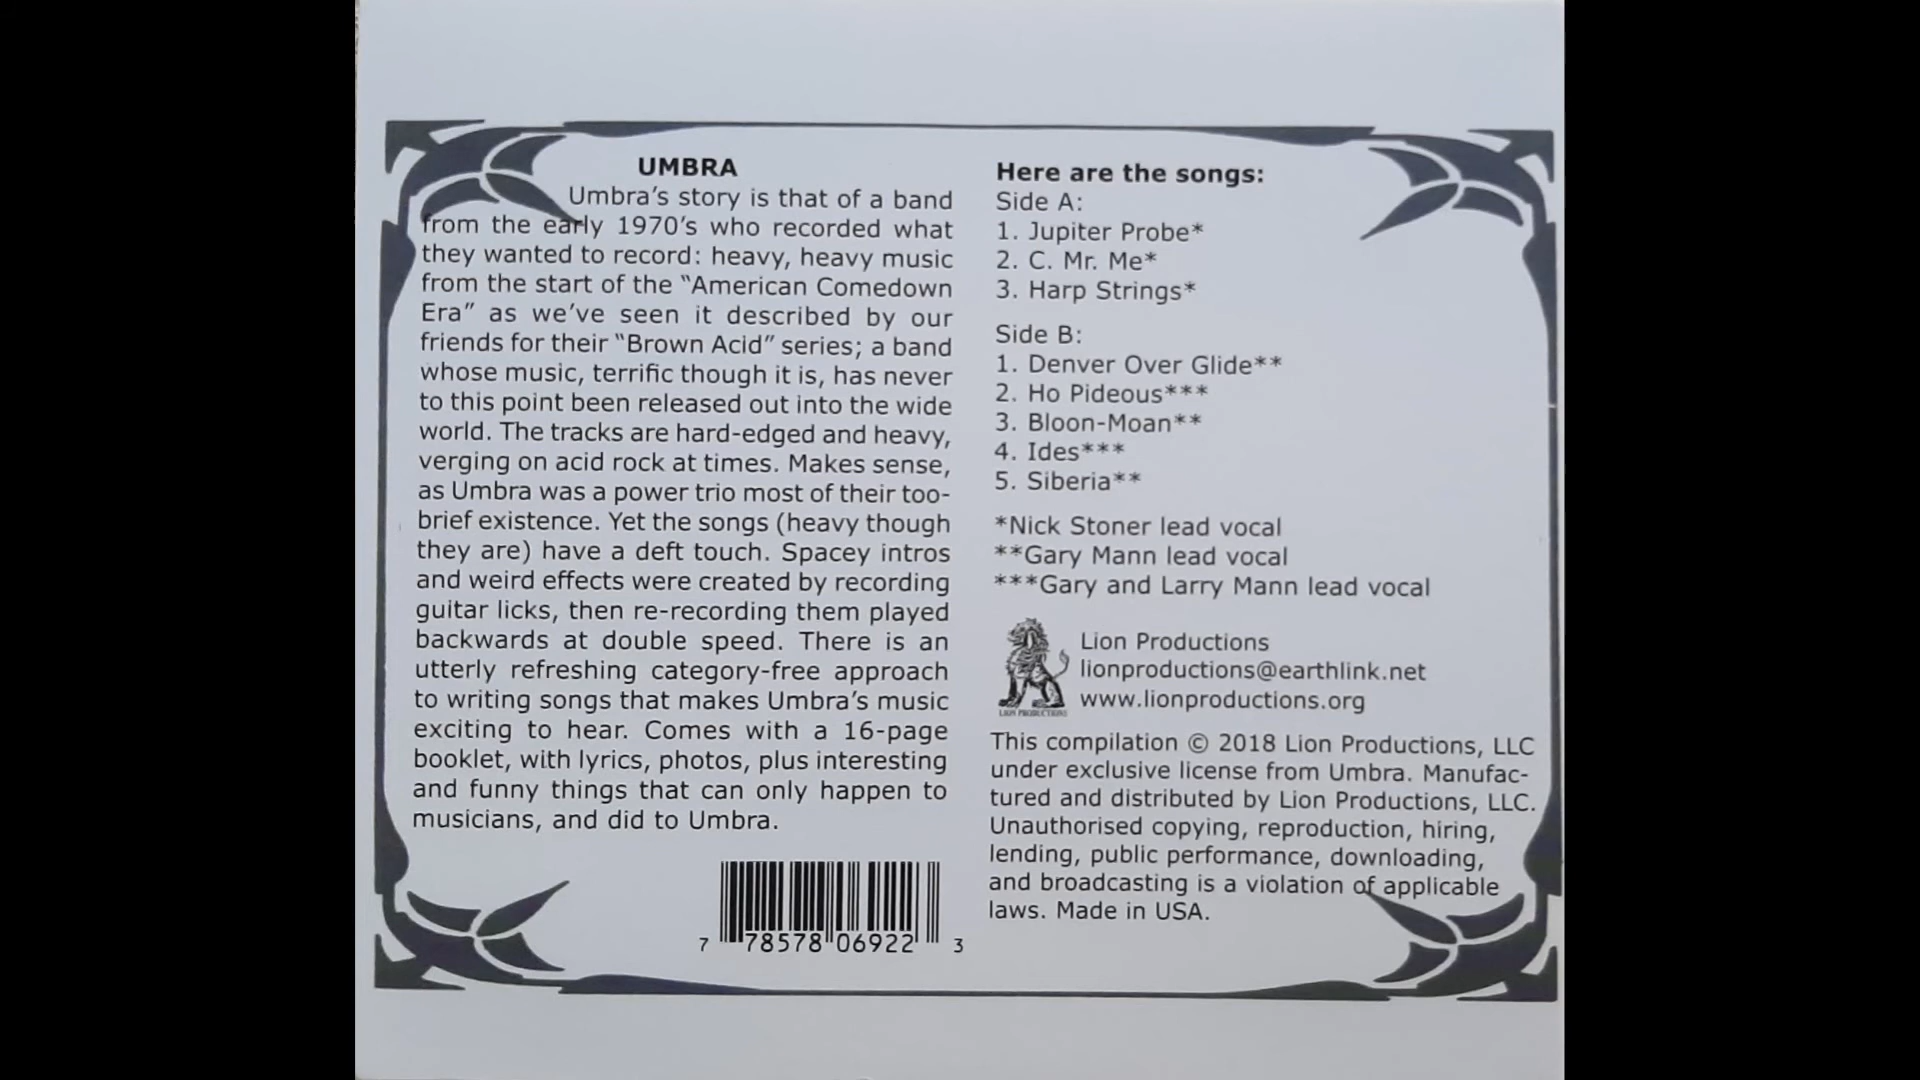 UMBRA
Umbra's story is that of a band
from the early 1970's who recorded what
they wanted to record: heavy, heavy music
from the start of the “American Comedown
Era” as we've seen it described by our
friends for their “Brown Acid” series; a band
whose music, terrific though it is, has never
to this point been released out into the wide
world. The tracks are hard-edged and heavy,
verging on acid rock at times. Makes sense,
as Umbra was a power trio most of their too-
brief existence. Yet the songs (heavy though
they are) have a deft touch. Spacey intros
and weird effects were created by recording
guitar licks, then re-recording them played
backwards at double speed. There is an
utterly refreshing category-free approach
to writing songs that makes Umbra's music
exciting to hear. Comes with a 16-page
booklet, with lyrics, photos, plus interesting
and funny things that can only happen to
musicians, and did to Umbra.
7 78578 06922 3
Here are the songs:
Side A:
1. Jupiter Probe*
2. C. Mr. Me*
3. Harp Strings*
Side B:
1. Denver Over Glide**
2. Ho Pideous***
3. Bloon-Moan**
4. Ides***
5. Siberia**
*Nick Stoner lead vocal
**Gary Mann lead vocal
***Gary and Larry Mann lead vocal
LION PRODUCTIONS
Lion Productions
lionproductions@earthlink.net
www.lionproductions.org
This compilation © 2018 Lion Productions, LLC
under exclusive license from Umbra. Manufac-
tured and distributed by Lion Productions, LLC.
Unauthorised copying, reproduction, hiring,
lending, public performance, downloading,
and broadcasting is a violation of applicable
laws. Made in USA.